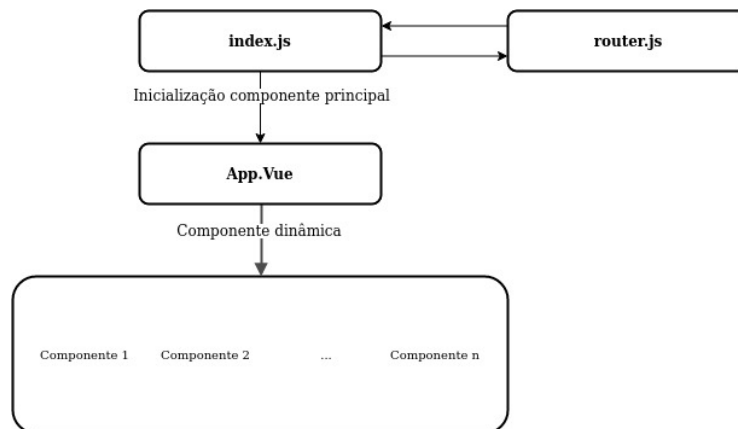 index.js
router.js
Inicialização componente principal
App.Vue
Componente dinâmica
Componente 1 Componente 2 ... Componente n